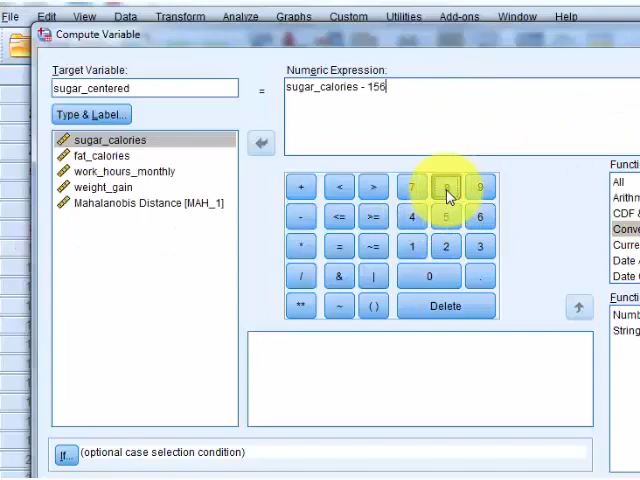 File Edit View Data Transform Analyze Graphs Custom Utilities Add-ons Window Help
Compute Variable
Target Variable:
sugar_centered
=
Numeric Expression:
sugar_calories - 156
Type & Label...
sugar_calories
fat_calories
work_hours_monthly
weight_gain
Mahalanobis Distance [MAH_1]
+ < > 7 8 9
- <= >= 4 5 6
* = ~= 1 2 3
/ & | 0 .
** ~ ( ) Delete
Functi
All
Arithm
CDF &
Conve
Curre
Date
Date
Functi
Numb
String
If... (optional case selection condition)